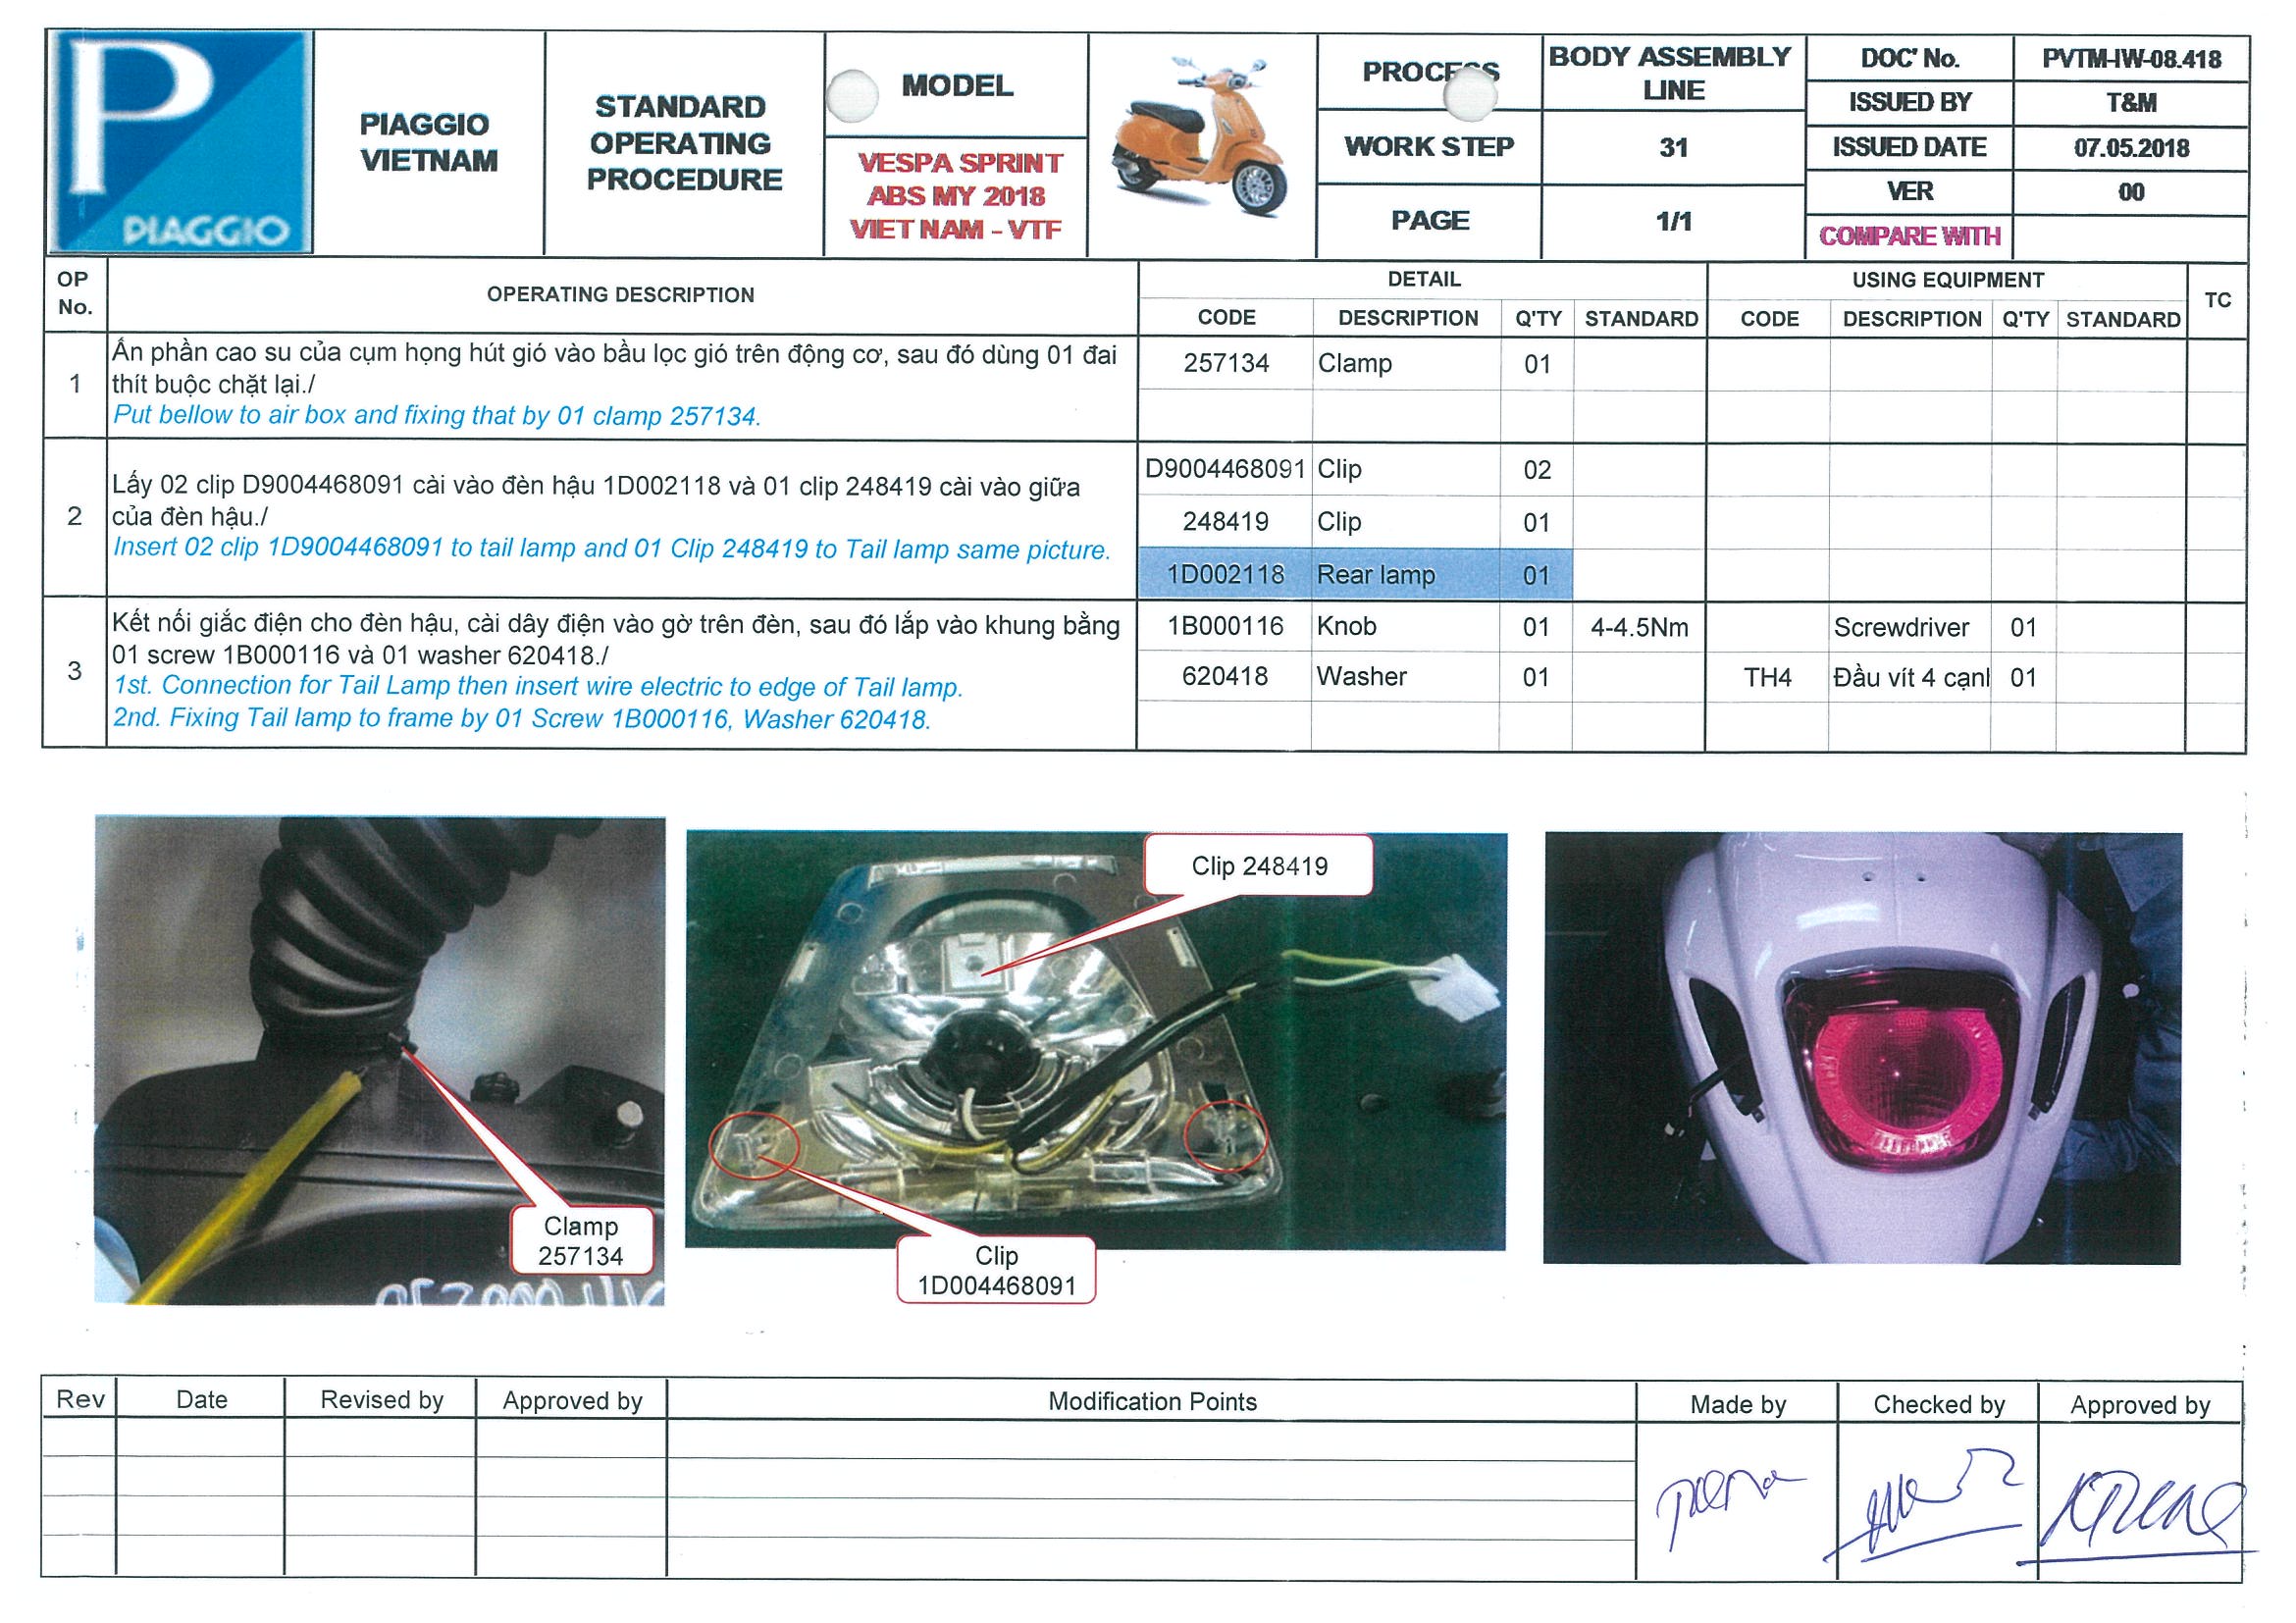 PIAGGIO
PIAGGIO
VIETNAM
STANDARD
OPERATING
PROCEDURE
MODEL
VESPA SPRINT
ABS MY 2018
VIET NAM - VTF
PROCESS
BODY ASSEMBLY
LINE
WORK STEP
31
PAGE
1/1
DOC' No.
PVTM-IW-08.418
ISSUED BY
T&M
ISSUED DATE
07.05.2018
VER
00
COMPARE WITH
OP
No.
OPERATING DESCRIPTION
DETAIL
USING EQUIPMENT
TC
CODE DESCRIPTION Q'TY STANDARD CODE DESCRIPTION Q'TY STANDARD
1
Ấn phần cao su của cụm họng hút gió vào bầu lọc gió trên động cơ, sau đó dùng 01 đai
thít buộc chặt lại./
Put bellow to air box and fixing that by 01 clamp 257134.
257134 Clamp 01
2
Lấy 02 clip D9004468091 cài vào đèn hậu 1D002118 và 01 clip 248419 cài vào giữa
của đèn hậu./
Insert 02 clip 1D9004468091 to tail lamp and 01 Clip 248419 to Tail lamp same picture.
D9004468091 Clip 02
248419 Clip 01
1D002118 Rear lamp 01
3
Kết nối giắc điện cho đèn hậu, cài dây điện vào gờ trên đèn, sau đó lắp vào khung bằng
01 screw 1B000116 và 01 washer 620418./
1st. Connection for Tail Lamp then insert wire electric to edge of Tail lamp.
2nd. Fixing Tail lamp to frame by 01 Screw 1B000116, Washer 620418.
1B000116 Knob 01 4-4.5Nm Screwdriver 01
620418 Washer 01 TH4 Đầu vít 4 cạnh 01
Clamp
257134
Clip 248419
Clip
1D004468091
Rev Date Revised by Approved by Modification Points Made by Checked by Approved by